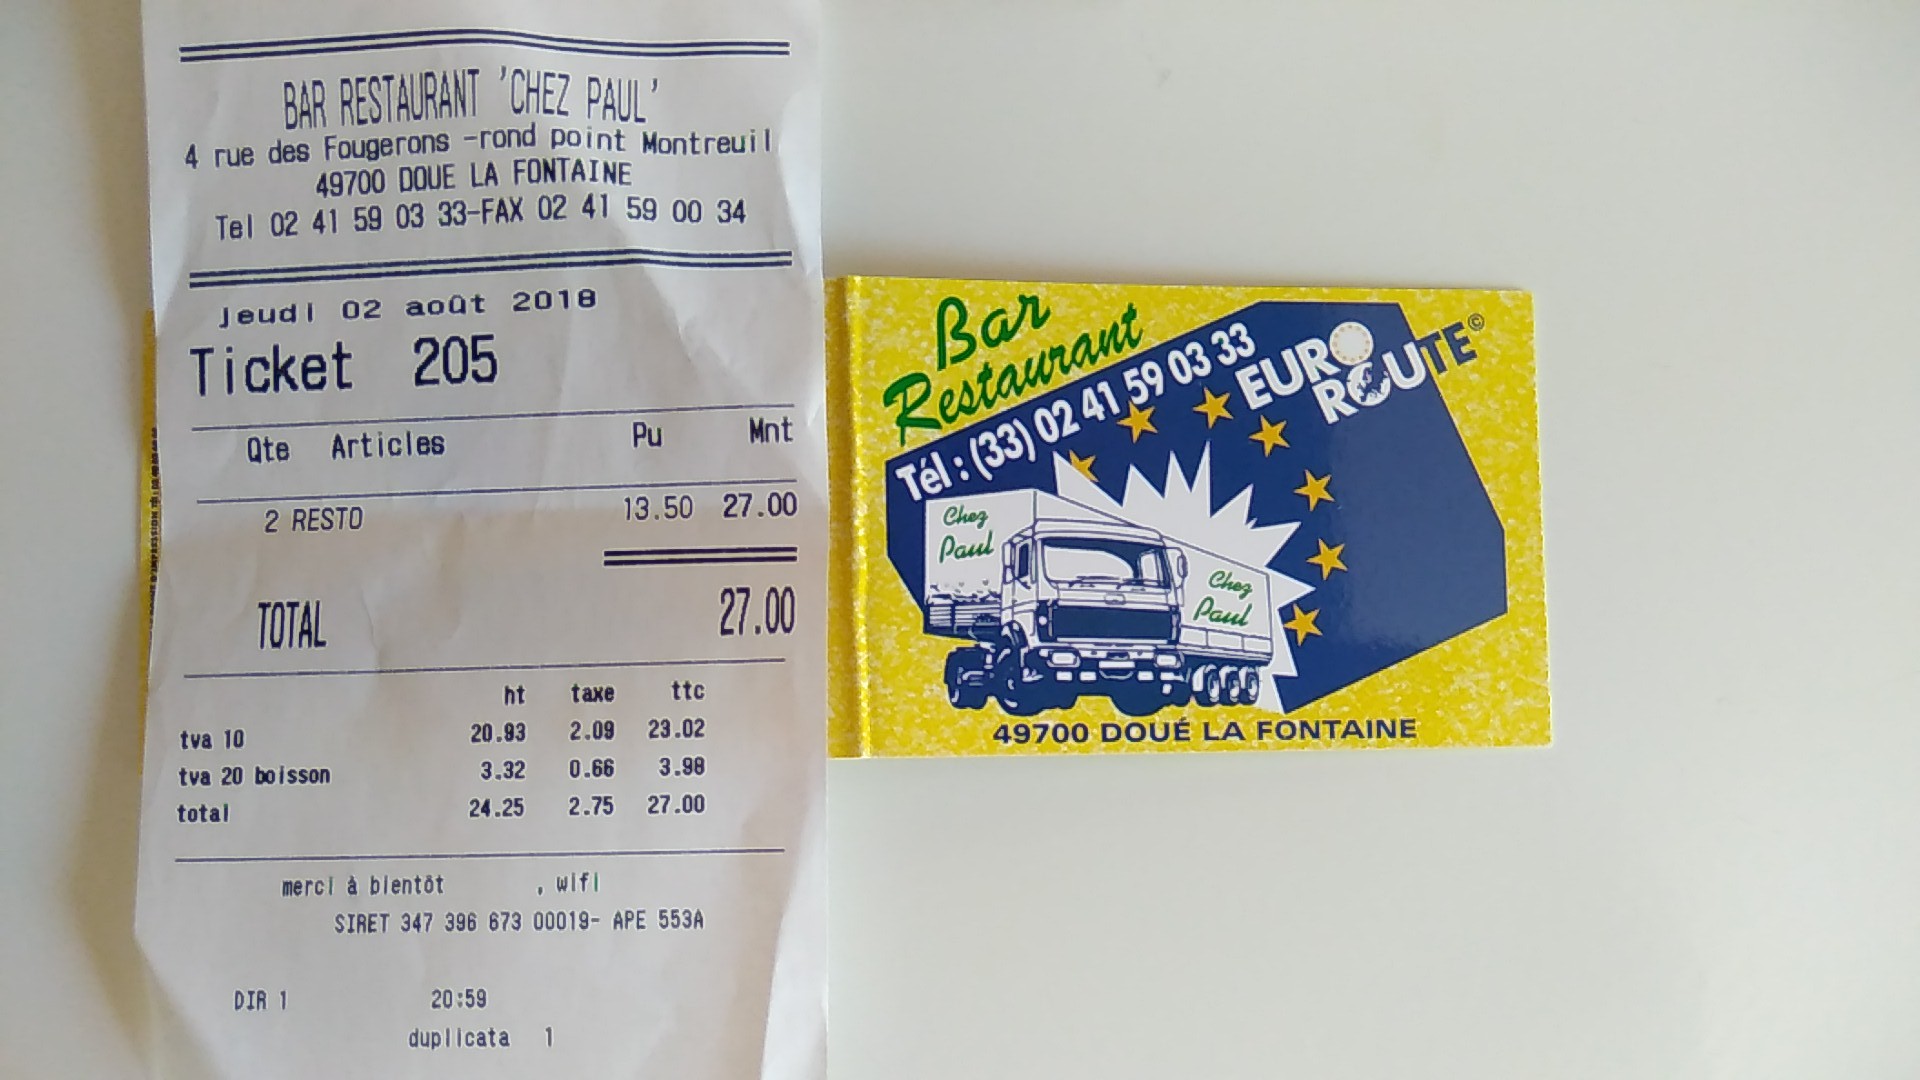 BAR RESTAURANT 'CHEZ PAUL'
4 rue des Fougerons -rond point Montreuil
49700 DOUE LA FONTAINE
Tel 02 41 59 03 33-FAX 02 41 59 00 34
jeudi 02 août 2018
Ticket 205
Qte Articles Pu Mnt
2 RESTO 13.50 27.00
TOTAL 27.00
ht taxe ttc
tva 10 20.93 2.09 23.02
tva 20 boisson 3.32 0.66 3.98
total 24.25 2.75 27.00
merci à bientôt , wifi
SIRET 347 396 673 00019- APE 553A
DIR 1 20:59
duplicata 1
Bar
Restaurant
Tél : (33) 02 41 59 03 33
EURO
ROUTE©
Chez
Paul
Chez
Paul
49700 DOUÉ LA FONTAINE